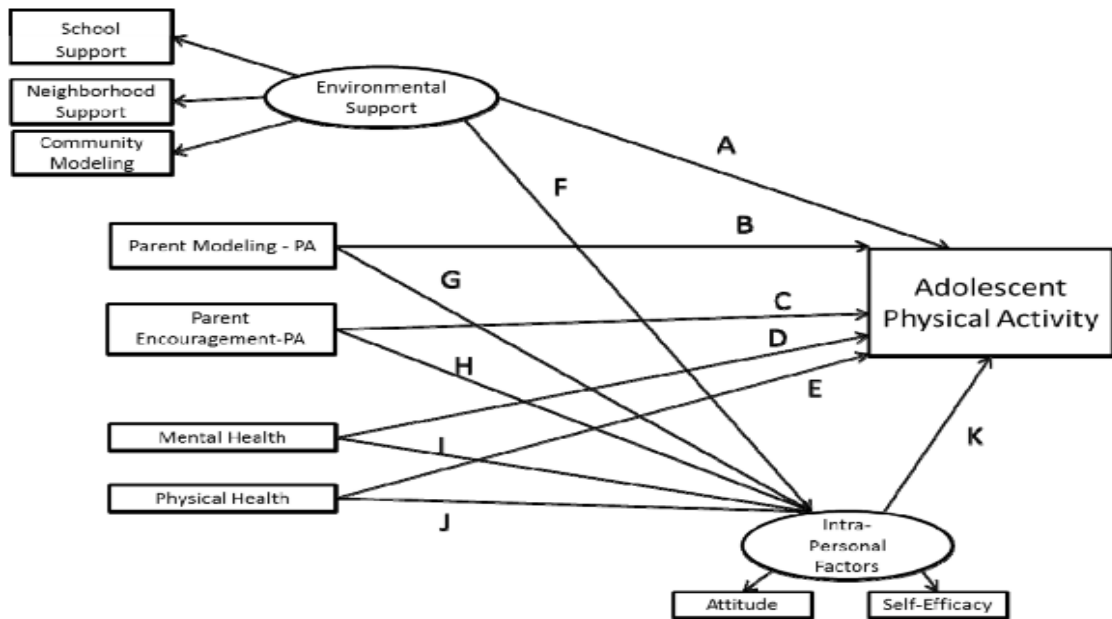 School
Support
Neighborhood
Support
Community
Modeling
Environmental
Support
A
F
B
Parent Modeling - PA
G
Adolescent
Physical Activity
C
Parent
Encouragement-PA
D
H
E
Mental Health
I
K
Physical Health
J
Intra-
Personal
Factors
Attitude
Self-Efficacy